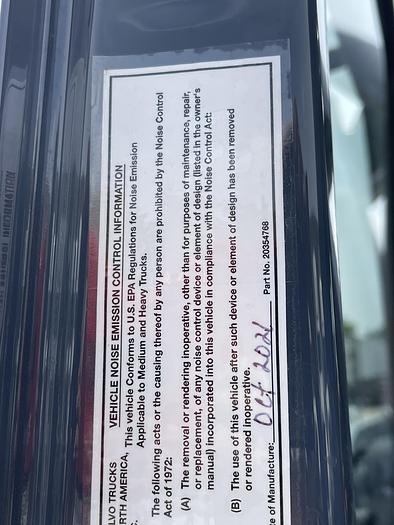 VEHICLE NOISE EMISSION CONTROL INFORMATION
LVO TRUCKS
RTH AMERICA, This vehicle Conforms to U.S. EPA Regulations for Noise Emission
C. Applicable to Medium and Heavy Trucks.
The following acts or the causing thereof by any person are prohibited by the Noise Control
Act of 1972:
(A) The removal or rendering inoperative, other than for purposes of maintenance, repair,
or replacement, of any noise control device or element of design (listed in the owner's
manual) incorporated into this vehicle in compliance with the Noise Control Act:
(B) The use of this vehicle after such device or element of design has been removed
or rendered inoperative.
te of Manufacture: Oct 2021 Part No. 20354768